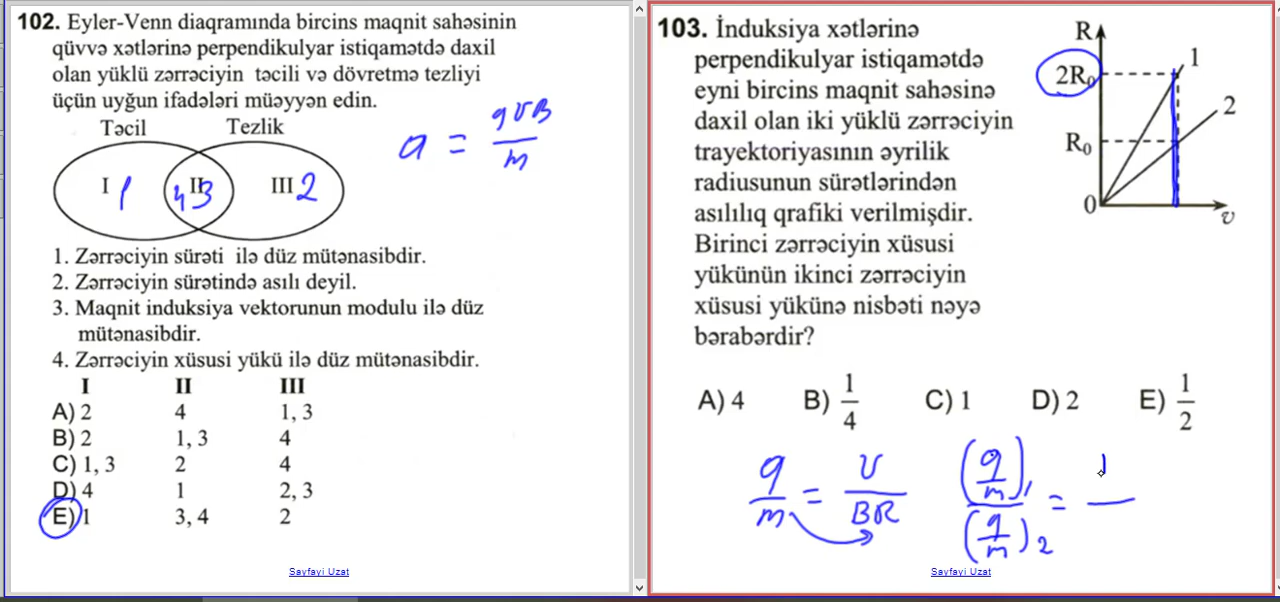 102. Eyler-Venn diaqramında bircins maqnit sahəsinin
qüvvə xətlərinə perpendikulyar istiqamətdə daxil
olan yüklü zərrəciyin təcili və dövretmə tezliyi
üçün uyğun ifadələri müəyyən edin.
Təcil Tezlik
a = qυB / m
I 1 II 4 3 III 2
1. Zərrəciyin sürəti ilə düz mütənasibdir.
2. Zərrəciyin sürətində asılı deyil.
3. Maqnit induksiya vektorunun modulu ilə düz
mütənasibdir.
4. Zərrəciyin xüsusi yükü ilə düz mütənasibdir.
I II III
A) 2 4 1, 3
B) 2 1, 3 4
C) 1, 3 2 4
D) 4 1 2, 3
E) 1 3, 4 2
Sayfayi Uzat
103. İnduksiya xətlərinə
perpendikulyar istiqamətdə
eyni bircins maqnit sahəsinə
daxil olan iki yüklü zərrəciyin
trayektoriyasının əyrilik
radiusunun sürətlərindən
asılılıq qrafiki verilmişdir.
Birinci zərrəciyin xüsusi
yükünün ikinci zərrəciyin
xüsusi yükünə nisbəti nəyə
bərabərdir?
R
1
2R₀
2
R₀
0
υ
A) 4 B) 1/4 C) 1 D) 2 E) 1/2
q/m = υ/BR (q/m)₁ / (q/m)₂ = 1
Sayfayi Uzat